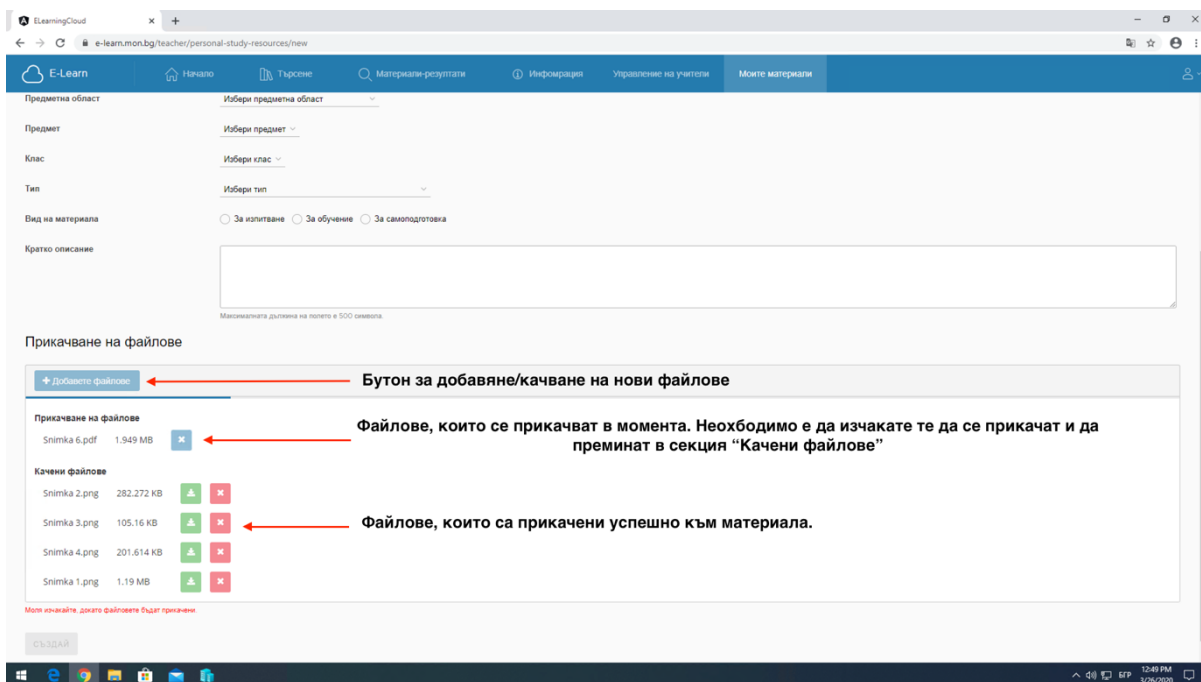 ELearningCloud
e-learn.mon.bg/teacher/personal-study-resources/new
E-Learn Начало Търсене Материали-резултати Инфомрация Управление на учители Моите материали
Предметна област Избери предметна област
Предмет Избери предмет
Клас Избери клас
Тип Избери тип
Вид на материала За изпитване За обучение За самоподготовка
Кратко описание
Максималната дължина на полето е 500 символа.
Прикачване на файлове
+ Добавете файлове Бутон за добавяне/качване на нови файлове
Прикачване на файлове
Snimka 6.pdf 1.949 MB
Файлове, които се прикачват в момента. Неохбодимо е да изчакате те да се прикачат и да
преминат в секция “Качени файлове”
Качени файлове
Snimka 2.png 282.272 KB
Snimka 3.png 105.16 KB Файлове, които са прикачени успешно към материала.
Snimka 4.png 201.614 KB
Snimka 1.png 1.19 MB
Моля изчакайте, докато файловете бъдат прикачени.
СЪЗДАЙ
БГР 12:49 PM
3/26/2020